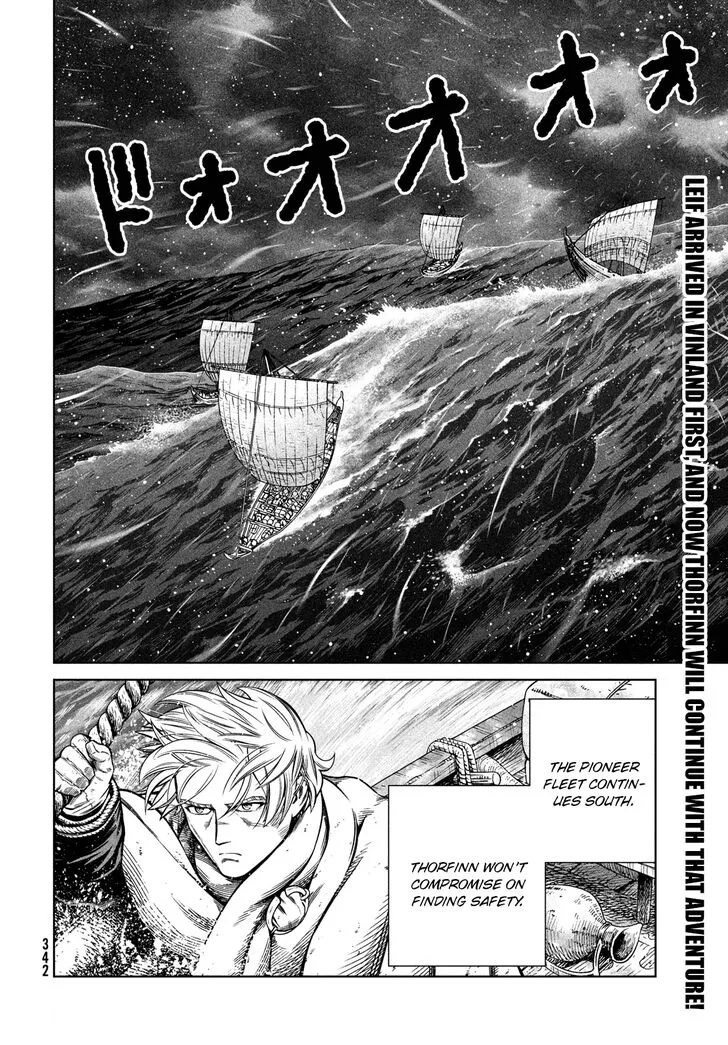 ドオオオオオ
LEIF ARRIVED IN VINLAND FIRST, AND NOW THORFINN WILL CONTINUE WITH THAT ADVENTURE!
THE PIONEER
FLEET CONTIN-
UES SOUTH.
THORFINN WON'T
COMPROMISE ON
FINDING SAFETY.
342